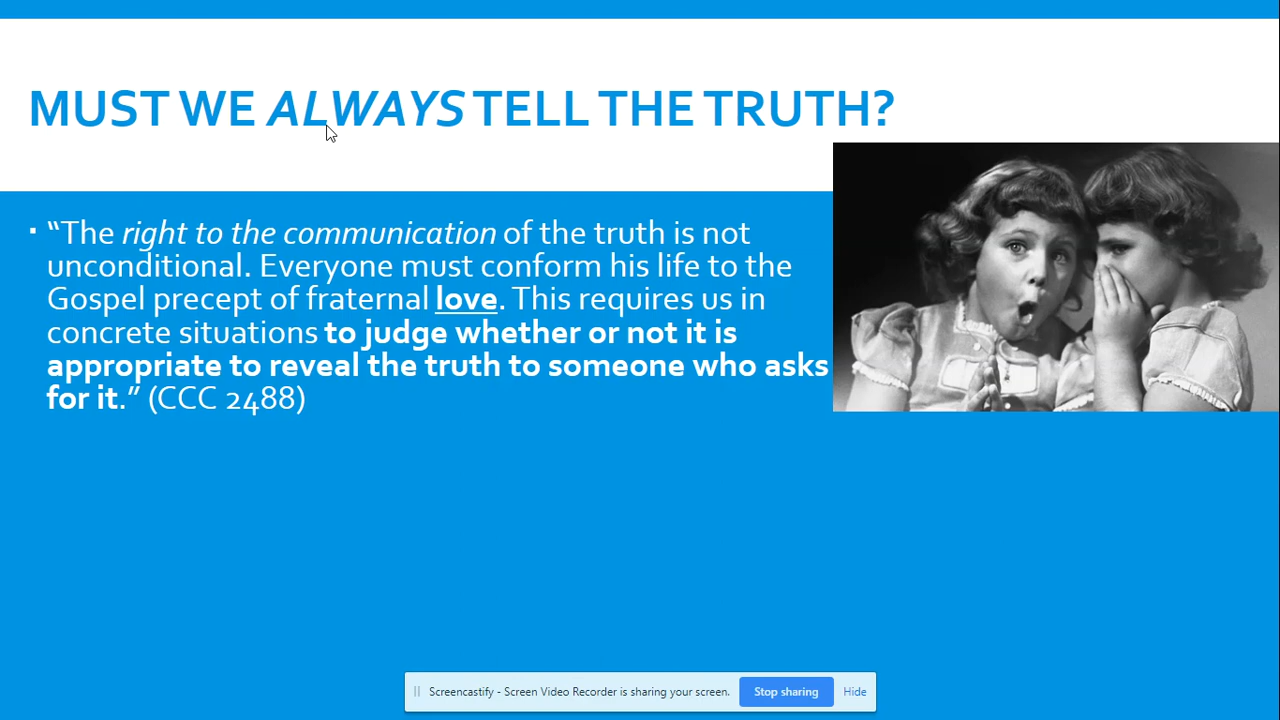 MUST WE ALWAYS TELL THE TRUTH?
▪ “The right to the communication of the truth is not
unconditional. Everyone must conform his life to the
Gospel precept of fraternal love. This requires us in
concrete situations to judge whether or not it is
appropriate to reveal the truth to someone who asks
for it.” (CCC 2488)
Screencastify - Screen Video Recorder is sharing your screen. Stop sharing Hide